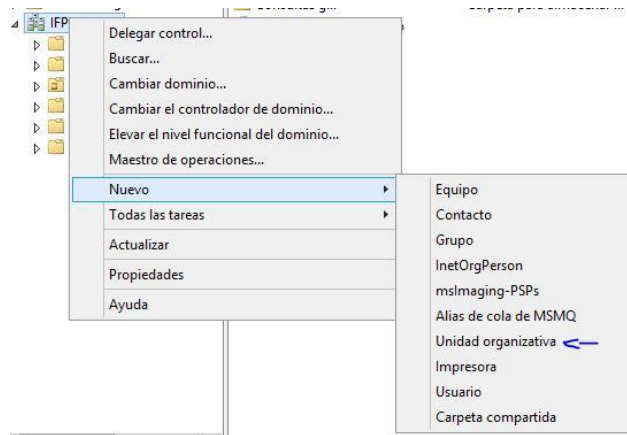 IFP
Delegar control...
Buscar...
Cambiar dominio...
Cambiar el controlador de dominio...
Elevar el nivel funcional del dominio...
Maestro de operaciones...
Nuevo
Todas las tareas
Actualizar
Propiedades
Ayuda
Equipo
Contacto
Grupo
InetOrgPerson
msImaging-PSPs
Alias de cola de MSMQ
Unidad organizativa
Impresora
Usuario
Carpeta compartida